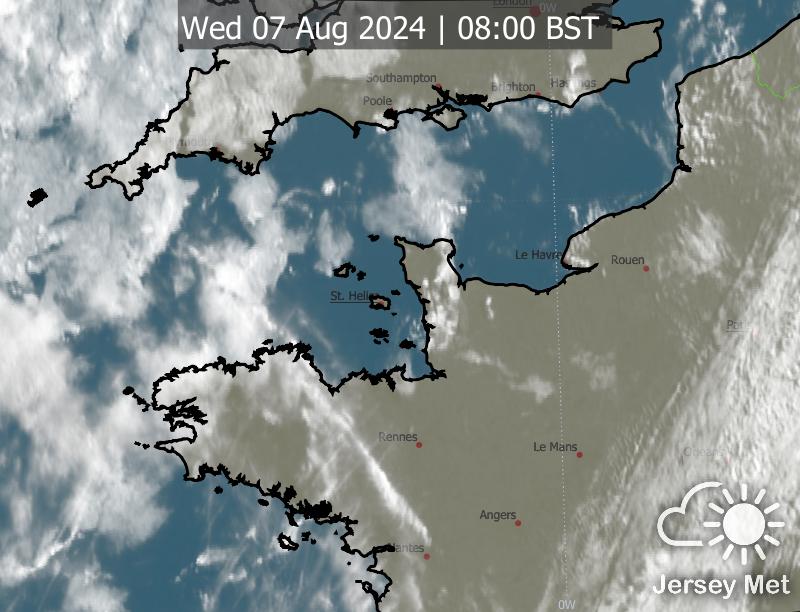 London
0W
Wed 07 Aug 2024 | 08:00 BST
Southampton
Brighton
Hastings
Poole
Le Havre
Rouen
St. Helier
Rennes
Le Mans
Orleans
Angers
Nantes
0W
Jersey Met